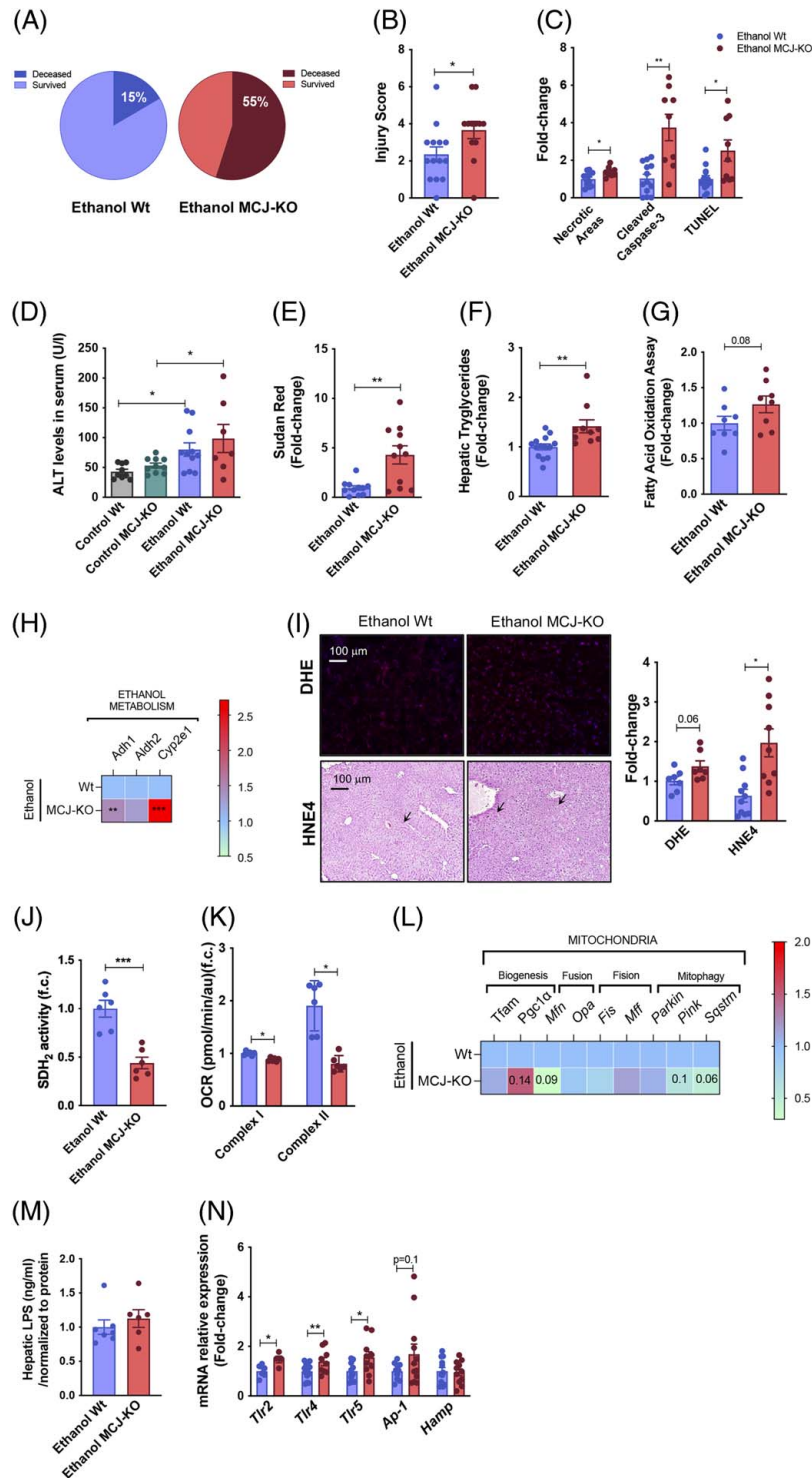 (A)
Deceased
Survived
15%
Ethanol Wt
Deceased
Survived
55%
Ethanol MCJ-KO
(B)
Injury Score
8
6
4
2
0
*
Ethanol Wt
Ethanol MCJ-KO
(C)
Ethanol Wt
Ethanol MCJ-KO
Fold-change
8
6
4
2
0
*
**
*
Necrotic
Areas
Cleaved
Caspase-3
TUNEL
(D)
ALT levels in serum (U/l)
250
200
150
100
50
0
*
*
Control Wt
Control MCJ-KO
Ethanol Wt
Ethanol MCJ-KO
(E)
Sudan Red
(Fold-change)
15
10
5
0
**
Ethanol Wt
Ethanol MCJ-KO
(F)
Hepatic Tryglycerides
(Fold-change)
3
2
1
0
**
Ethanol Wt
Ethanol MCJ-KO
(G)
Fatty Acid Oxidation Assay
(Fold-change)
2.0
1.5
1.0
0.5
0.0
0.08
Ethanol Wt
Ethanol MCJ-KO
(H)
ETHANOL
METABOLISM
Adh1
Aldh2
Cyp2e1
Ethanol
Wt
MCJ-KO
**
***
2.5
2.0
1.5
1.0
0.5
(I)
Ethanol Wt
Ethanol MCJ-KO
DHE
100 μm
HNE4
100 μm
Fold-change
4
3
2
1
0
0.06
*
DHE
HNE4
(J)
SDH2 activity (f.c.)
1.5
1.0
0.5
0.0
***
Etanol Wt
Ethanol MCJ-KO
(K)
OCR (pmol/min/au)(f.c.)
3
2
1
0
*
*
Complex I
Complex II
(L)
MITOCHONDRIA
Biogenesis
Fusion
Fision
Mitophagy
Tfam
Pgc1α
Mfn
Opa
Fis
Mff
Parkin
Pink
Sqstm
Ethanol
Wt
MCJ-KO
0.14
0.09
0.1
0.06
2.0
1.5
1.0
0.5
(M)
Hepatic LPS (ng/ml)
/normalized to protein
2.0
1.5
1.0
0.5
0.0
Ethanol Wt
Ethanol MCJ-KO
(N)
mRNA relative expression
(Fold-change)
6
4
2
0
*
**
*
p=0.1
Tlr2
Tlr4
Tlr5
Ap-1
Hamp